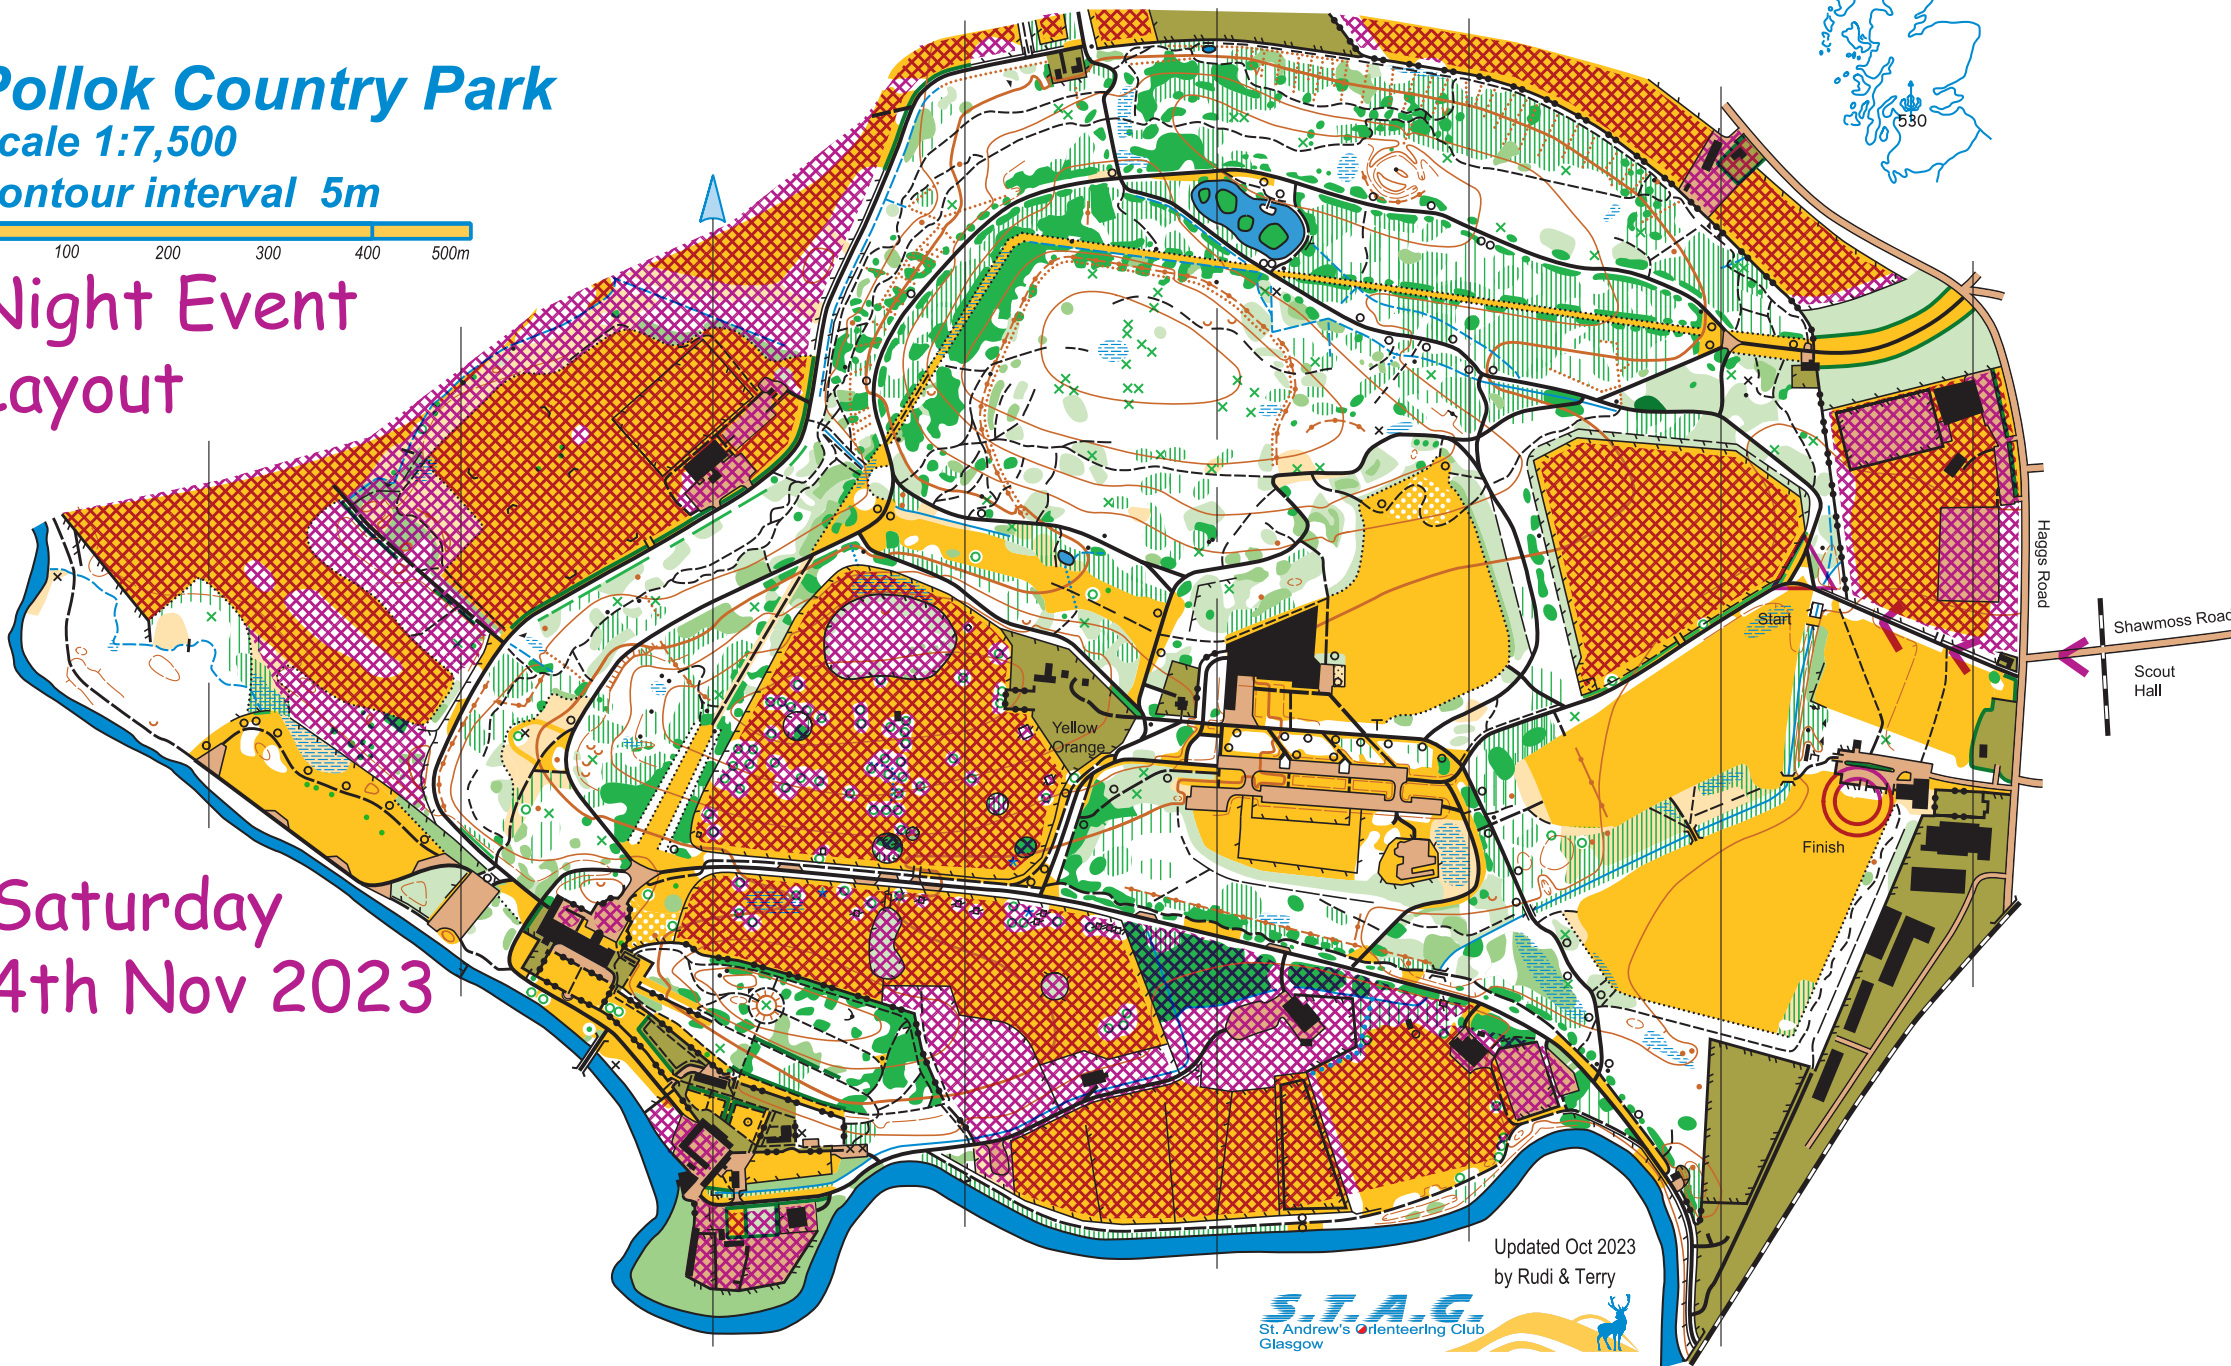 Pollok Country Park
cale 1:7,500
ontour interval 5m
100 200 300 400 500m
Night Event
Layout
Saturday
4th Nov 2023
530
Haggs Road
Shawmoss Road
Scout
Hall
Start
Finish
Yellow
Orange
Updated Oct 2023
by Rudi & Terry
S.T.A.G.
St. Andrew's Orienteering Club
Glasgow